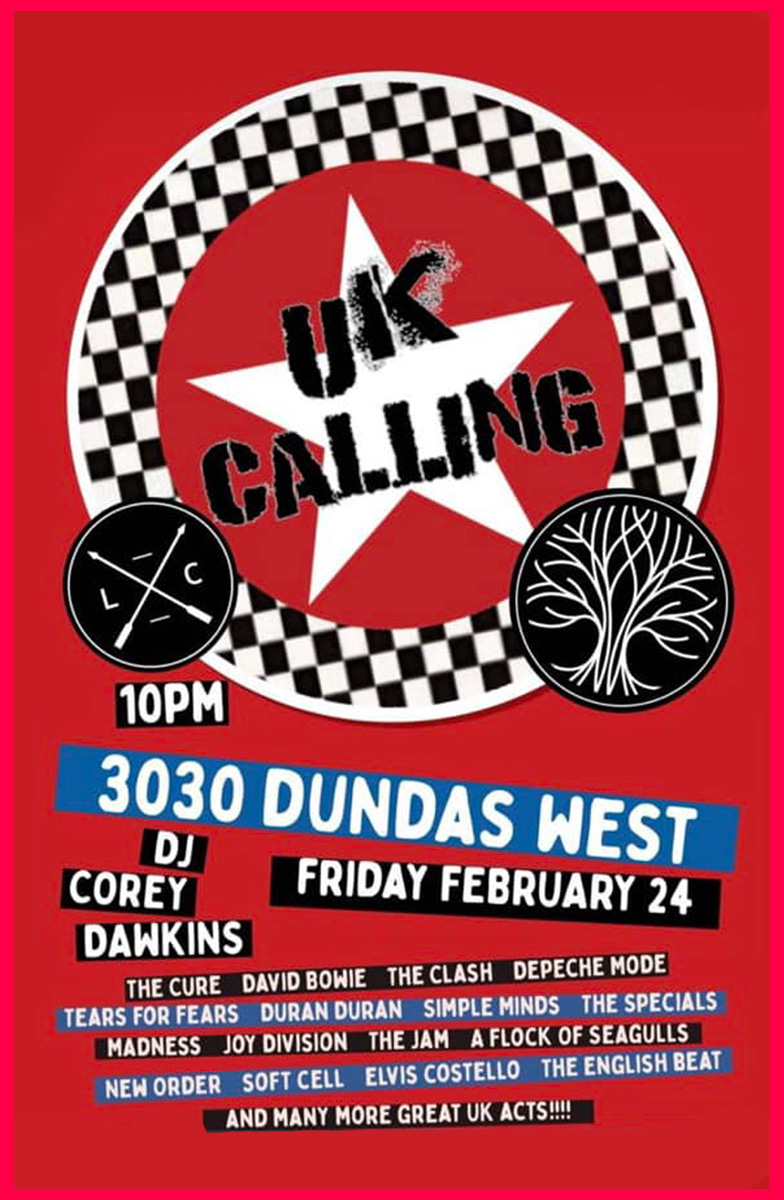 UK
CALLING
L C
10PM
3030 DUNDAS WEST
DJ
COREY
DAWKINS
FRIDAY FEBRUARY 24
THE CURE DAVID BOWIE THE CLASH DEPECHE MODE
TEARS FOR FEARS DURAN DURAN SIMPLE MINDS THE SPECIALS
MADNESS JOY DIVISION THE JAM A FLOCK OF SEAGULLS
NEW ORDER SOFT CELL ELVIS COSTELLO THE ENGLISH BEAT
AND MANY MORE GREAT UK ACTS!!!!